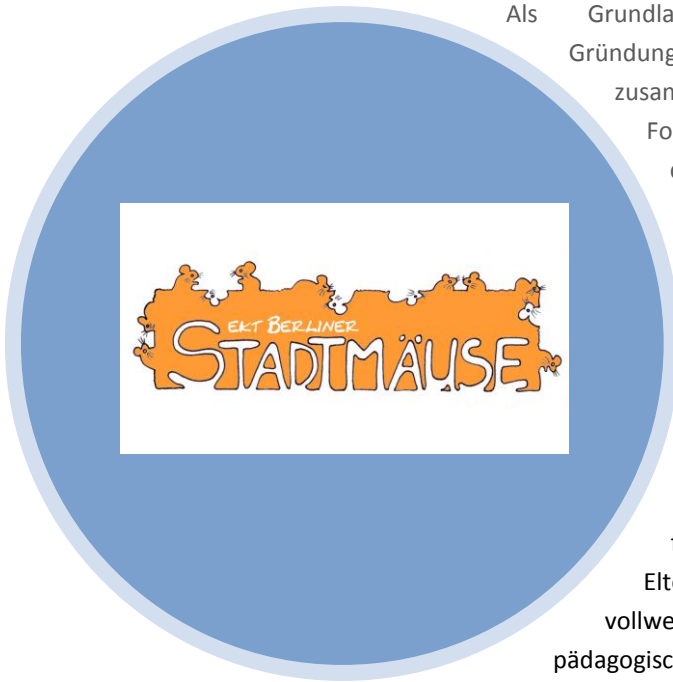 Als Grundla
Gründung
zusam
Fo
EKT BERLINER
STADTMÄUSE
Elte
vollwe
pädagogisc